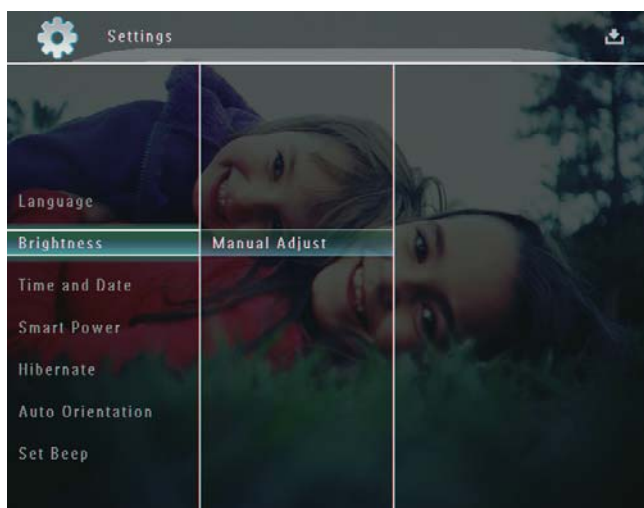 Settings
Language
Brightness
Manual Adjust
Time and Date
Smart Power
Hibernate
Auto Orientation
Set Beep